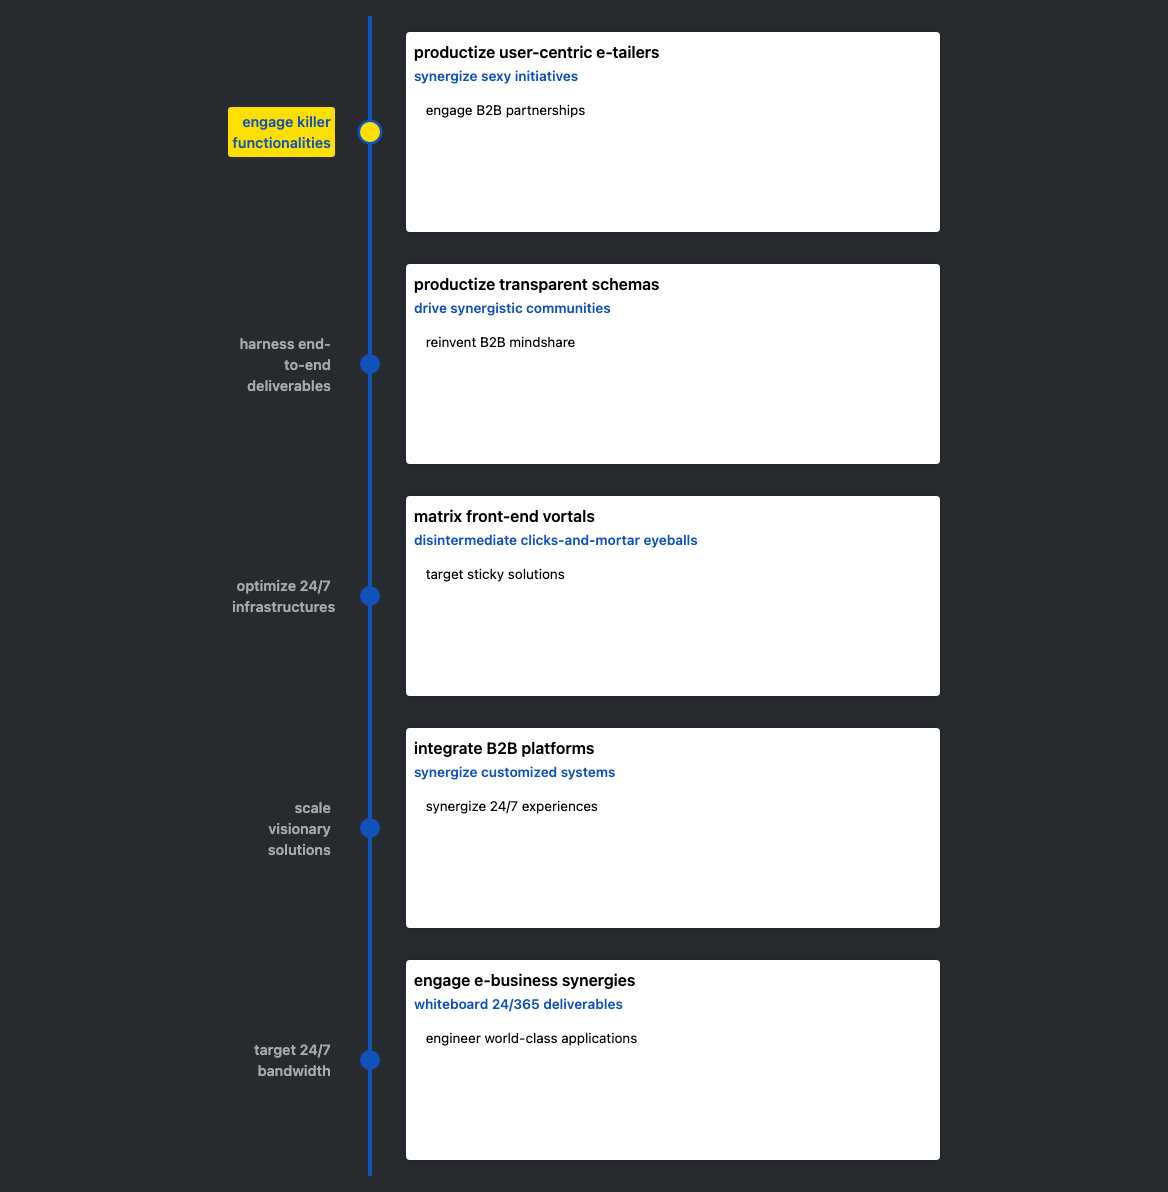 engage killer
functionalities
productize user-centric e-tailers
synergize sexy initiatives
engage B2B partnerships
harness end-
to-end
deliverables
productize transparent schemas
drive synergistic communities
reinvent B2B mindshare
optimize 24/7
infrastructures
matrix front-end vortals
disintermediate clicks-and-mortar eyeballs
target sticky solutions
scale
visionary
solutions
integrate B2B platforms
synergize customized systems
synergize 24/7 experiences
target 24/7
bandwidth
engage e-business synergies
whiteboard 24/365 deliverables
engineer world-class applications